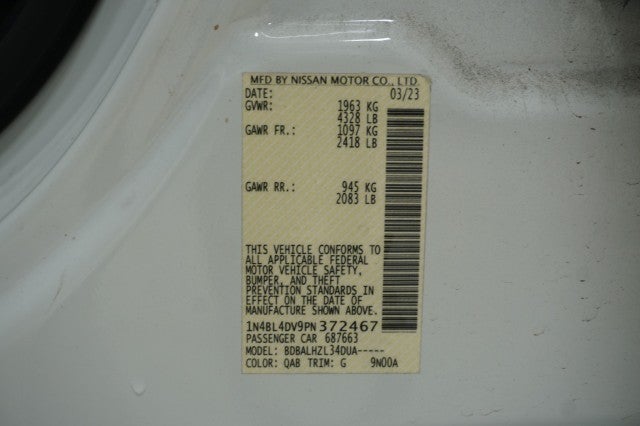 MFD BY NISSAN MOTOR CO., LTD.
DATE: 03/23
GVWR: 1963 KG
4328 LB
GAWR FR.: 1097 KG
2418 LB
GAWR RR.: 945 KG
2083 LB
THIS VEHICLE CONFORMS TO
ALL APPLICABLE FEDERAL
MOTOR VEHICLE SAFETY,
BUMPER, AND THEFT
PREVENTION STANDARDS IN
EFFECT ON THE DATE OF
MANUFACTURE SHOWN ABOVE.
1N4BL4DV9PN372467
PASSENGER CAR 687663
MODEL: BDBALHZL34DUA-----
COLOR: QAB TRIM: G 9N00A